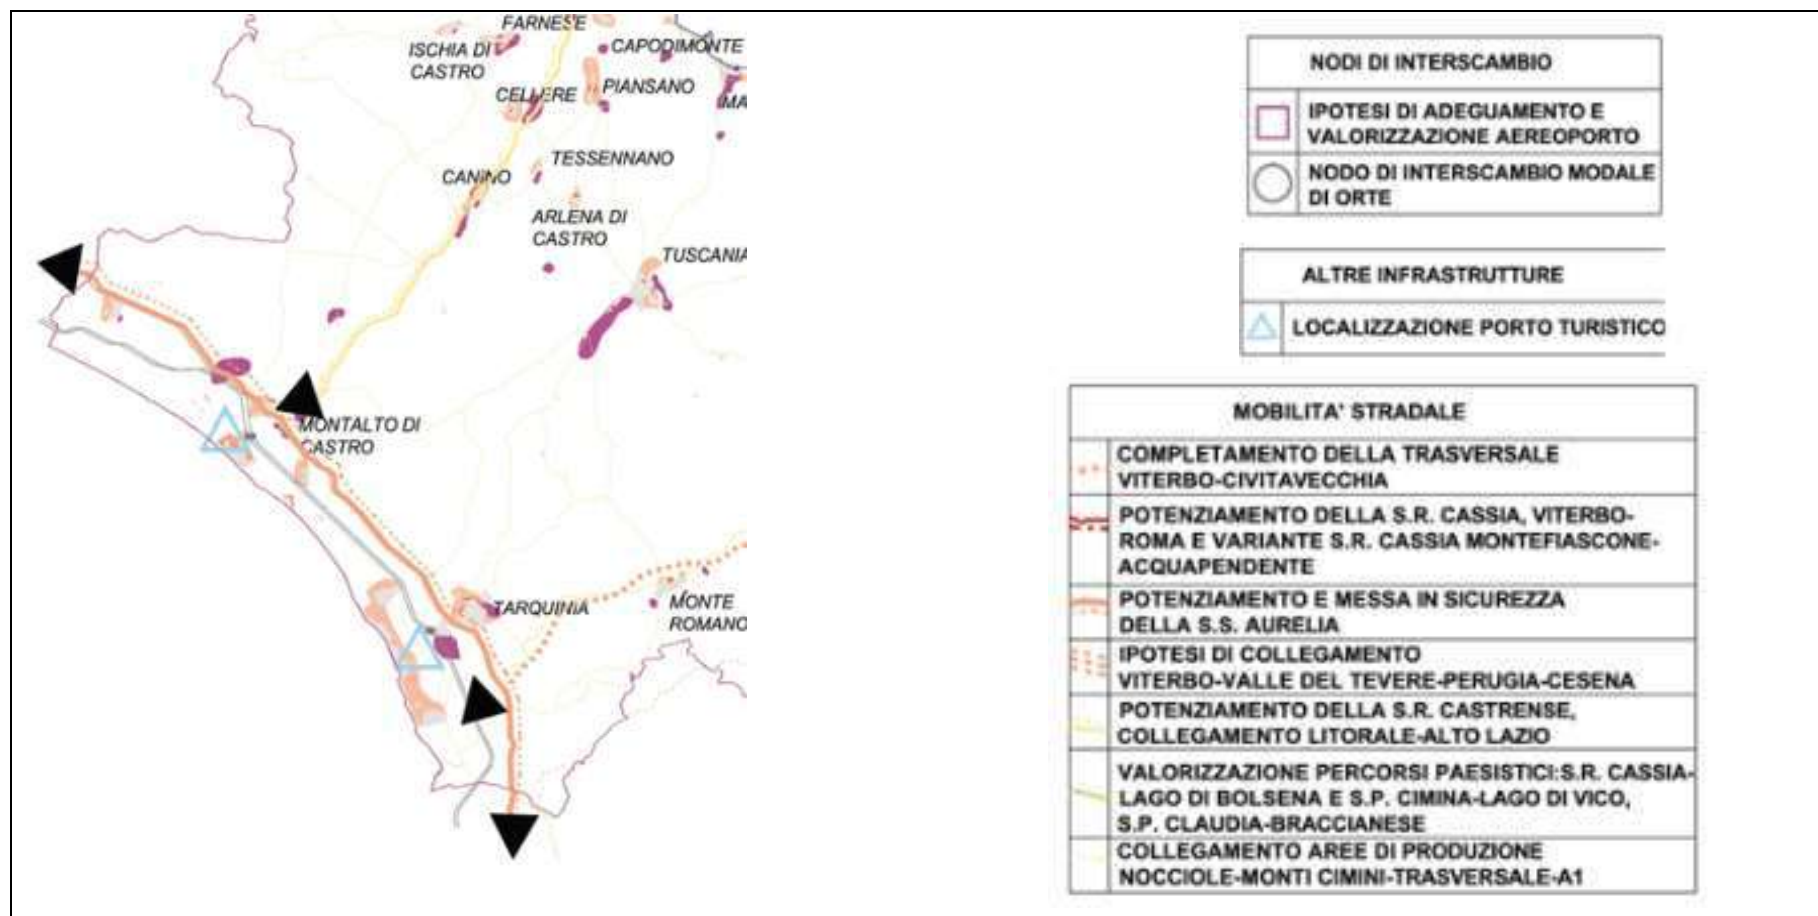 FARNESE
ISCHIA DI
CASTRO
CAPODIMONTE
CELLERE
PIANSANO
MA
TESSENNANO
CANINO
ARLENA DI
CASTRO
TUSCANIA
MONTALTO DI
CASTRO
TARQUINIA
MONTE
ROMANO
NODI DI INTERSCAMBIO
IPOTESI DI ADEGUAMENTO E
VALORIZZAZIONE AEREOPORTO
NODO DI INTERSCAMBIO MODALE
DI ORTE
ALTRE INFRASTRUTTURE
LOCALIZZAZIONE PORTO TURISTICO
MOBILITA' STRADALE
COMPLETAMENTO DELLA TRASVERSALE
VITERBO-CIVITAVECCHIA
POTENZIAMENTO DELLA S.R. CASSIA, VITERBO-
ROMA E VARIANTE S.R. CASSIA MONTEFIASCONE-
ACQUAPENDENTE
POTENZIAMENTO E MESSA IN SICUREZZA
DELLA S.S. AURELIA
IPOTESI DI COLLEGAMENTO
VITERBO-VALLE DEL TEVERE-PERUGIA-CESENA
POTENZIAMENTO DELLA S.R. CASTRENSE,
COLLEGAMENTO LITORALE-ALTO LAZIO
VALORIZZAZIONE PERCORSI PAESISTICI:S.R. CASSIA-
LAGO DI BOLSENA E S.P. CIMINA-LAGO DI VICO,
S.P. CLAUDIA-BRACCIANESE
COLLEGAMENTO AREE DI PRODUZIONE
NOCCIOLE-MONTI CIMINI-TRASVERSALE-A1